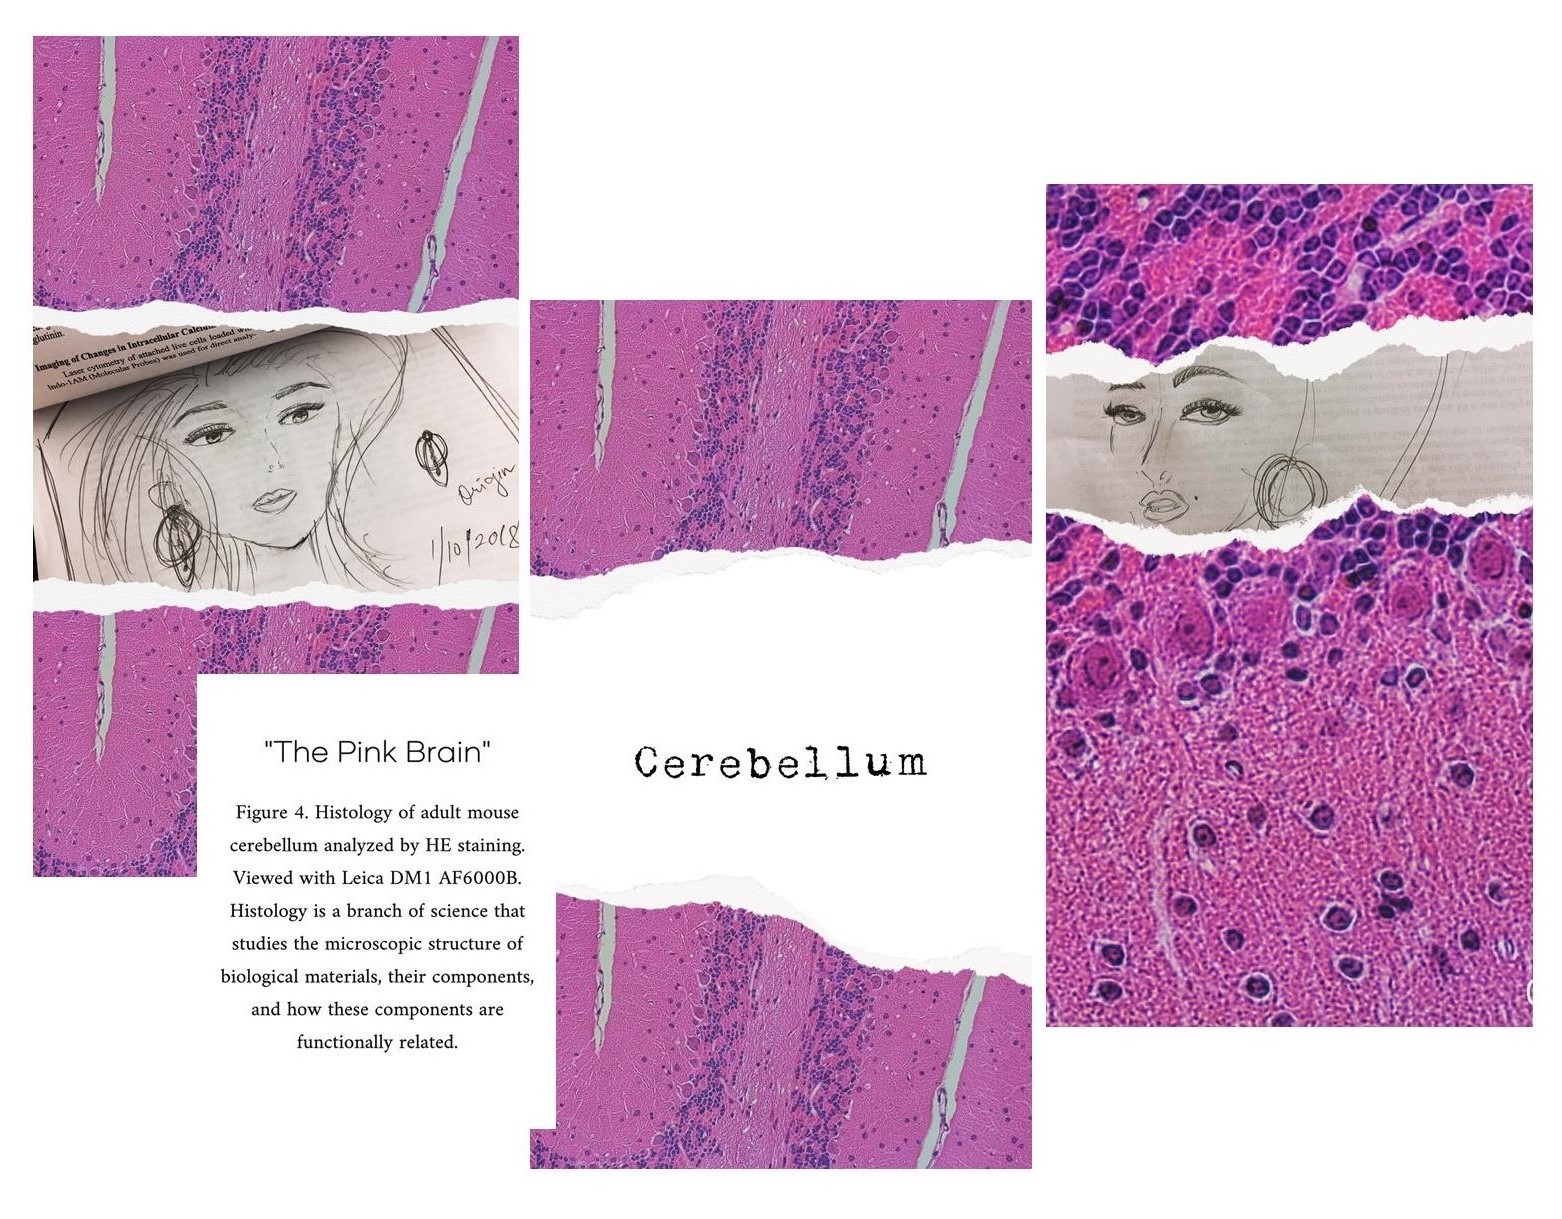 glutinin.
Imaging of Changes in Intracellular
Laser cytometry of attached live cells loaded
Indo-1AM (Molecular Probes) was used for direct
Origin
1/10/2018
"The Pink Brain"
Figure 4. Histology of adult mouse
cerebellum analyzed by HE staining.
Viewed with Leica DM1 AF6000B.
Histology is a branch of science that
studies the microscopic structure of
biological materials, their components,
and how these components are
functionally related.
Cerebellum